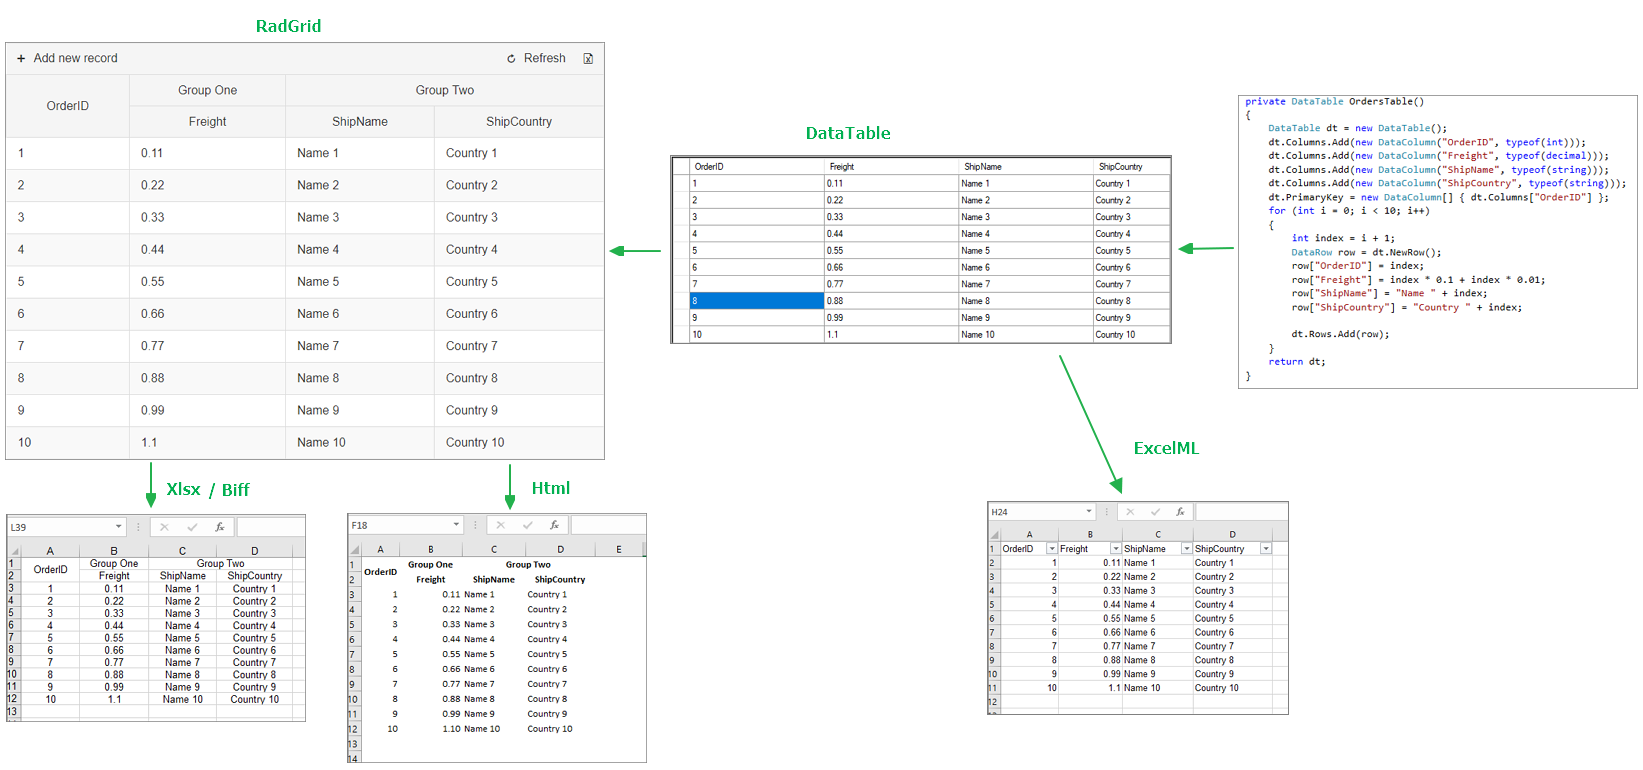 RadGrid
+ Add new record Refresh
OrderID Group One Group Two
Freight ShipName ShipCountry
1 0.11 Name 1 Country 1
2 0.22 Name 2 Country 2
3 0.33 Name 3 Country 3
4 0.44 Name 4 Country 4
5 0.55 Name 5 Country 5
6 0.66 Name 6 Country 6
7 0.77 Name 7 Country 7
8 0.88 Name 8 Country 8
9 0.99 Name 9 Country 9
10 1.1 Name 10 Country 10
DataTable
OrderID Freight ShipName ShipCountry
1 0.11 Name 1 Country 1
2 0.22 Name 2 Country 2
3 0.33 Name 3 Country 3
4 0.44 Name 4 Country 4
5 0.55 Name 5 Country 5
6 0.66 Name 6 Country 6
7 0.77 Name 7 Country 7
8 0.88 Name 8 Country 8
9 0.99 Name 9 Country 9
10 1.1 Name 10 Country 10
private DataTable OrdersTable()
{
DataTable dt = new DataTable();
dt.Columns.Add(new DataColumn("OrderID", typeof(int)));
dt.Columns.Add(new DataColumn("Freight", typeof(decimal)));
dt.Columns.Add(new DataColumn("ShipName", typeof(string)));
dt.Columns.Add(new DataColumn("ShipCountry", typeof(string)));
dt.PrimaryKey = new DataColumn[] { dt.Columns["OrderID"] };
for (int i = 0; i < 10; i++)
{
int index = i + 1;
DataRow row = dt.NewRow();
row["OrderID"] = index;
row["Freight"] = index * 0.1 + index * 0.01;
row["ShipName"] = "Name " + index;
row["ShipCountry"] = "Country " + index;
dt.Rows.Add(row);
}
return dt;
}
Xlsx / Biff
L39 fx
A B C D
1 OrderID Group One Group Two
2 Freight ShipName ShipCountry
3 1 0.11 Name 1 Country 1
4 2 0.22 Name 2 Country 2
5 3 0.33 Name 3 Country 3
6 4 0.44 Name 4 Country 4
7 5 0.55 Name 5 Country 5
8 6 0.66 Name 6 Country 6
9 7 0.77 Name 7 Country 7
10 8 0.88 Name 8 Country 8
11 9 0.99 Name 9 Country 9
12 10 1.1 Name 10 Country 10
13
Html
F18 fx
A B C D E
1 OrderID Group One Group Two
2 Freight ShipName ShipCountry
3 1 0.11 Name 1 Country 1
4 2 0.22 Name 2 Country 2
5 3 0.33 Name 3 Country 3
6 4 0.44 Name 4 Country 4
7 5 0.55 Name 5 Country 5
8 6 0.66 Name 6 Country 6
9 7 0.77 Name 7 Country 7
10 8 0.88 Name 8 Country 8
11 9 0.99 Name 9 Country 9
12 10 1.10 Name 10 Country 10
13
14
ExcelML
H24 fx
A B C D
1 OrderID Freight ShipName ShipCountry
2 1 0.11 Name 1 Country 1
3 2 0.22 Name 2 Country 2
4 3 0.33 Name 3 Country 3
5 4 0.44 Name 4 Country 4
6 5 0.55 Name 5 Country 5
7 6 0.66 Name 6 Country 6
8 7 0.77 Name 7 Country 7
9 8 0.88 Name 8 Country 8
10 9 0.99 Name 9 Country 9
11 10 1.1 Name 10 Country 10
12